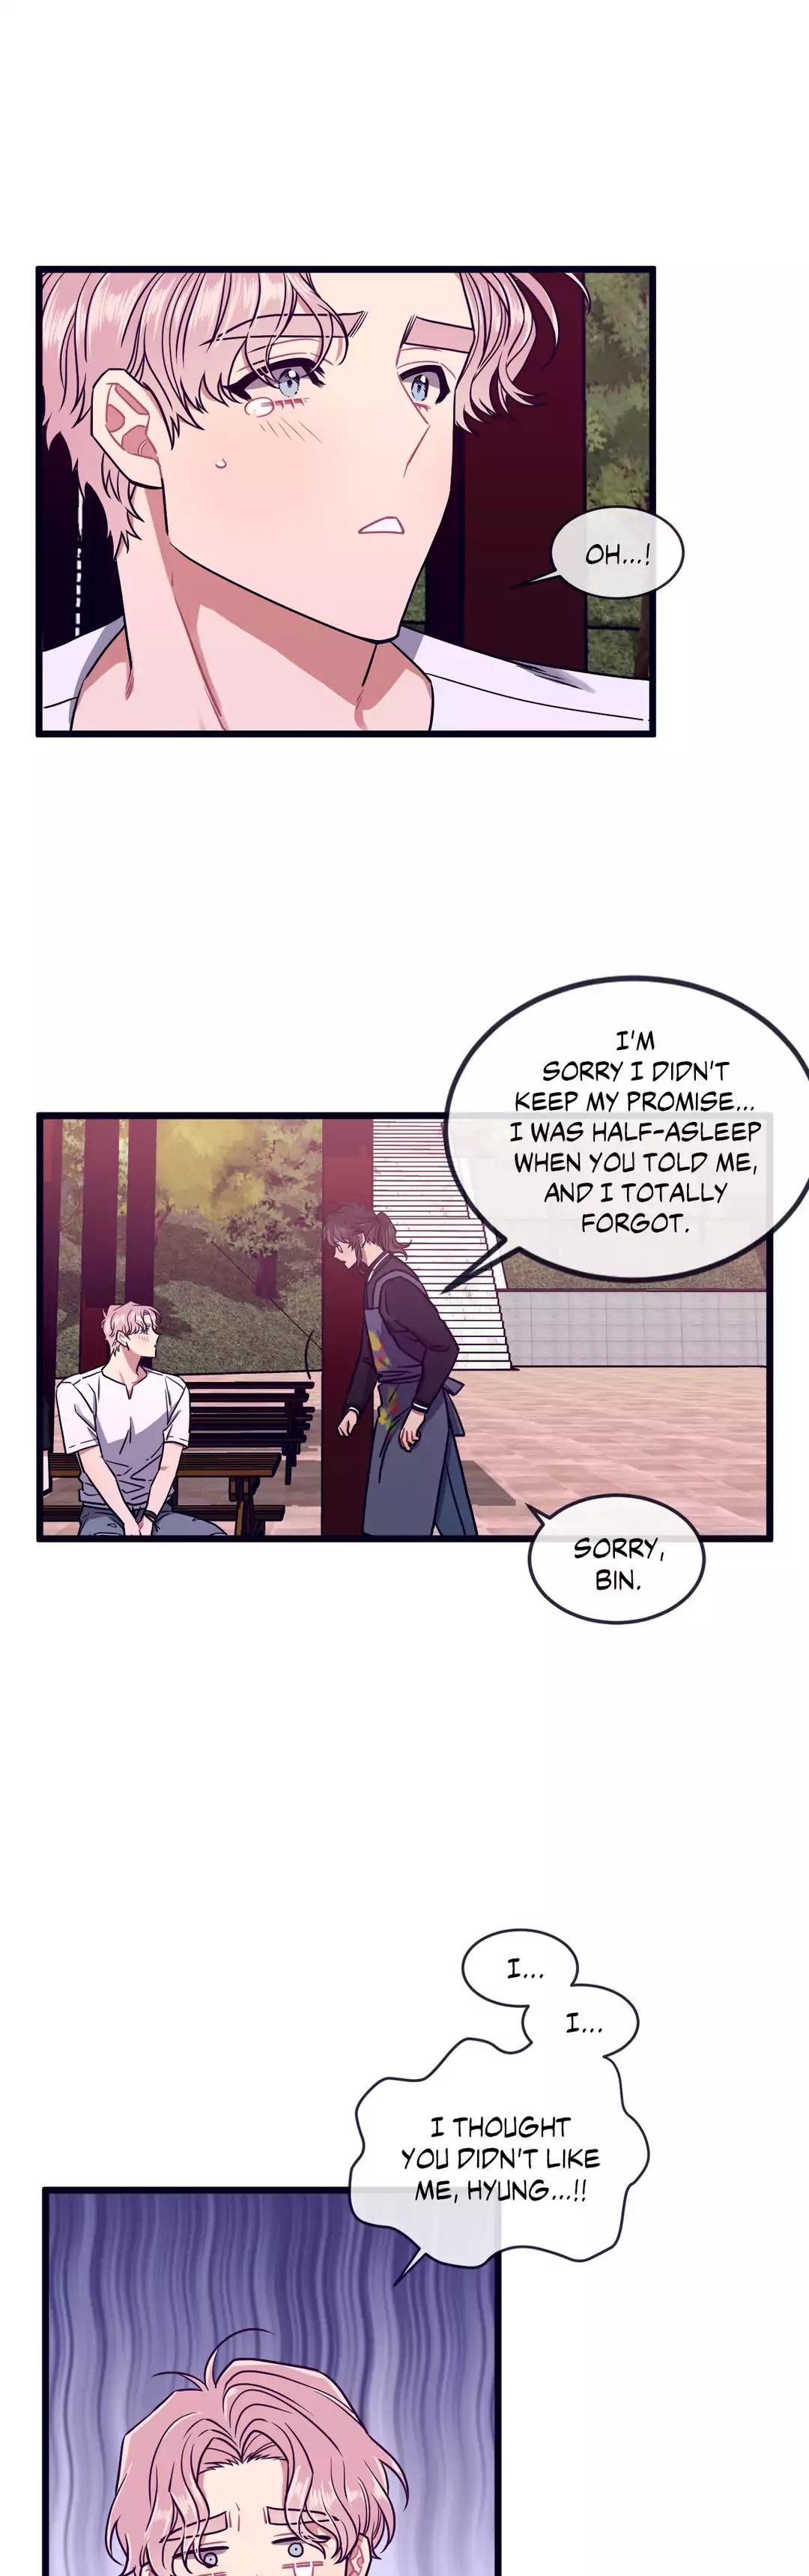 OH...!
I'M
SORRY I DIDN'T
KEEP MY PROMISE...
I WAS HALF-ASLEEP
WHEN YOU TOLD ME,
AND I TOTALLY
FORGOT.
SORRY,
BIN.
I...
I...
I THOUGHT
YOU DIDN'T LIKE
ME, HYUNG...!!